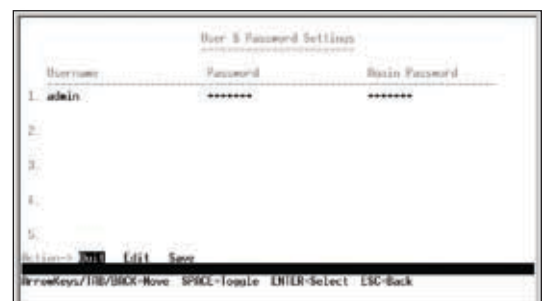 User & Password Settings
Username Password Again Password
1. admin ******* *******
2.
3.
4.
5.
Action-> Quit Edit Save
ArrowKeys/TAB/BACK-Move SPACE-Toggle ENTER-Select ESC-Back